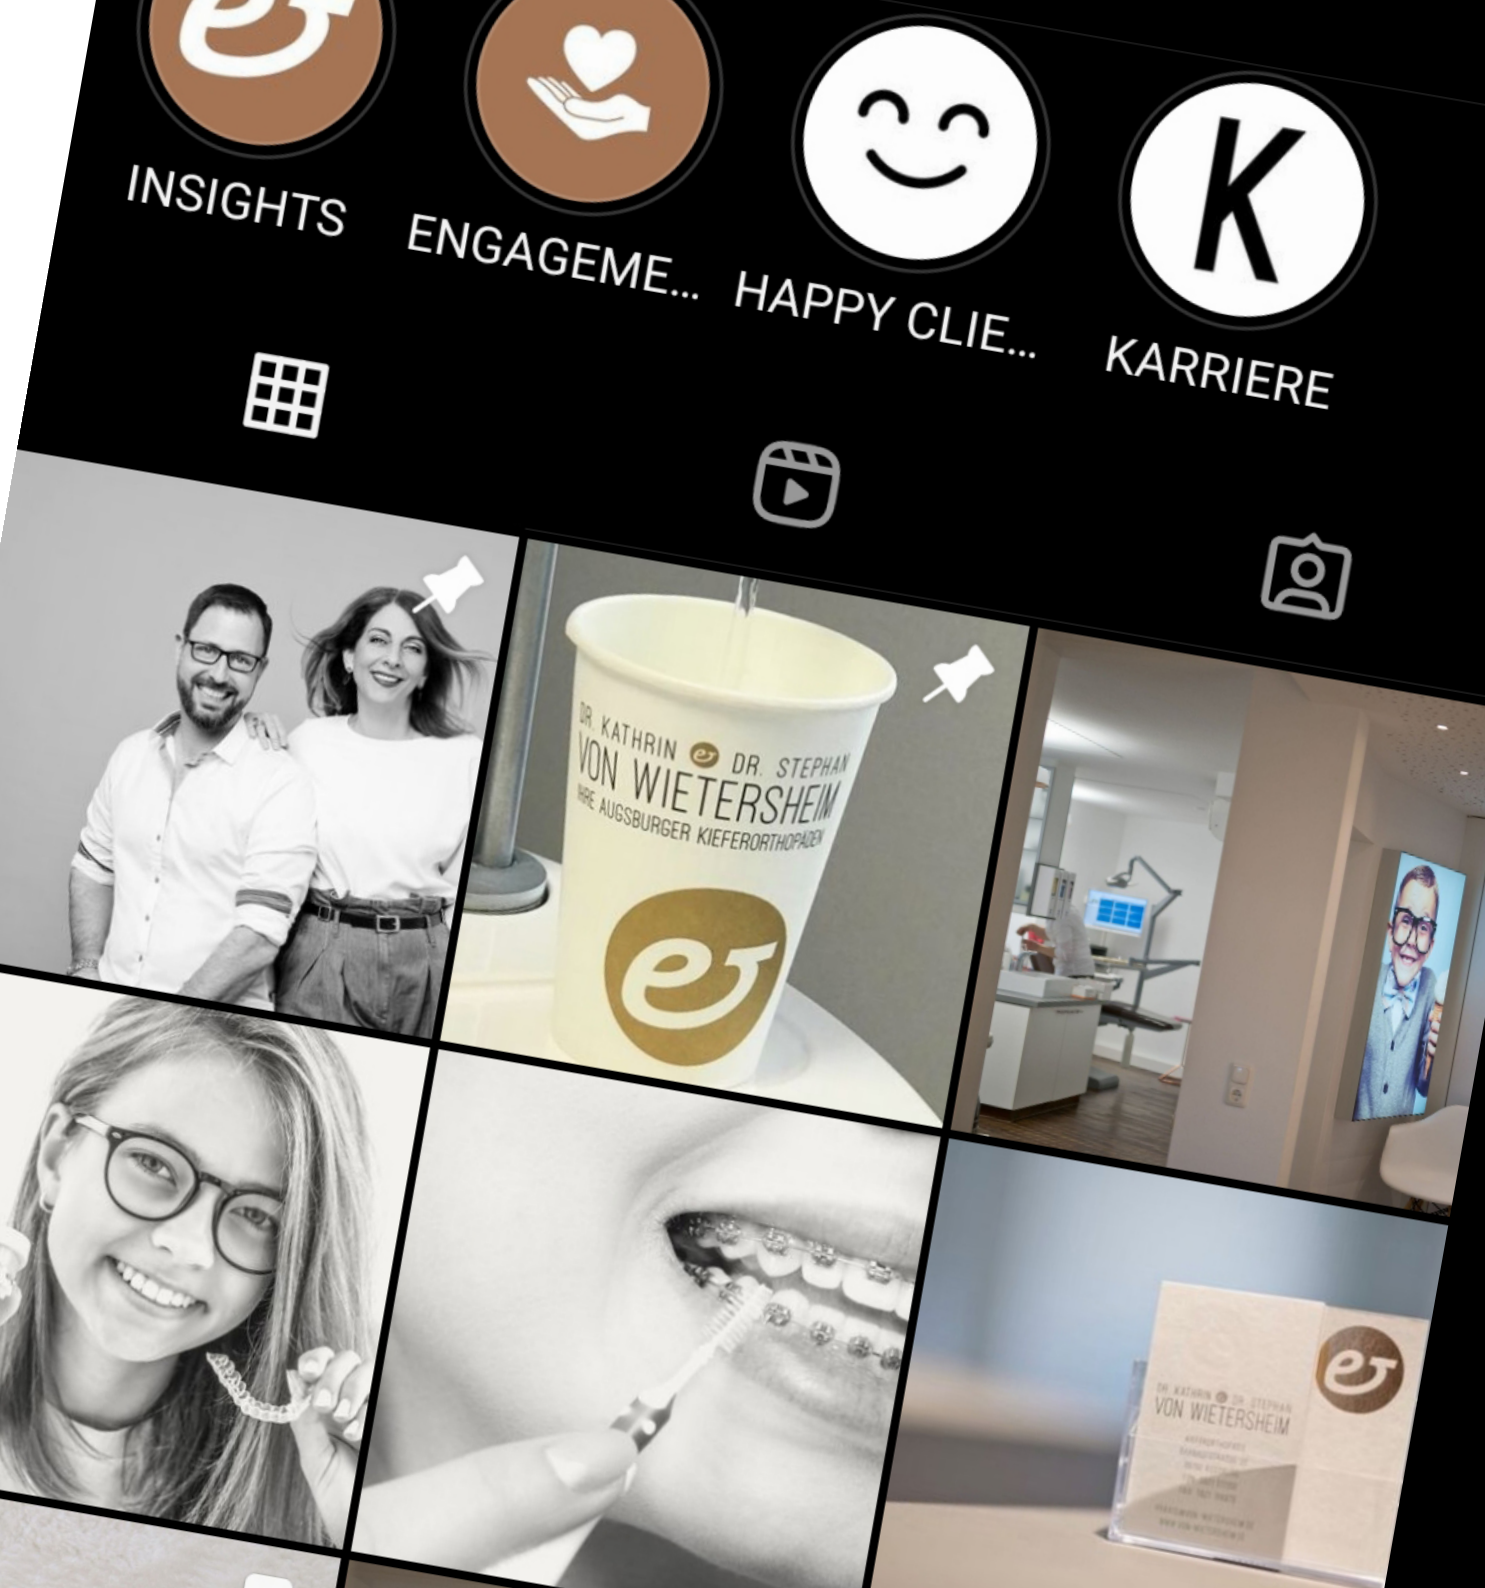 INSIGHTS
ENGAGEME...
HAPPY CLIE...
KARRIERE
K
DR. KATHRIN & DR. STEPHAN
VON WIETERSHEIM
IHRE AUGSBURGER KIEFERORTHOPÄDEN
&
DR. KATHRIN & DR. STEPHAN
VON WIETERSHEIM
&